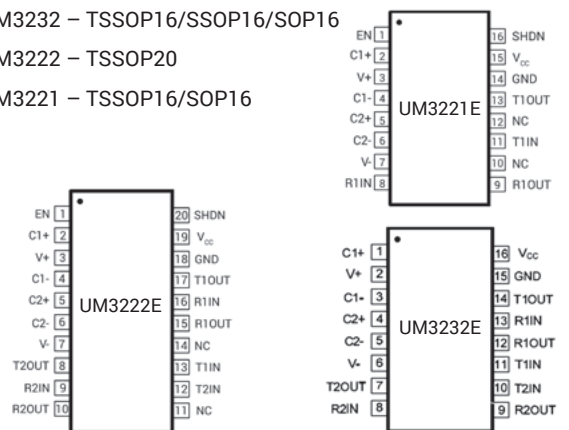 M3232 – TSSOP16/SSOP16/SOP16
M3222 – TSSOP20
M3221 – TSSOP16/SOP16
EN 1 16 SHDN
C1+ 2 15 Vcc
V+ 3 14 GND
C1- 4 13 T1OUT
UM3221E
C2+ 5 12 NC
C2- 6 11 T1IN
V- 7 10 NC
R1IN 8 9 R1OUT
EN 1 20 SHDN
C1+ 2 19 Vcc
V+ 3 18 GND
C1- 4 17 T1OUT
C2+ 5 16 R1IN
UM3222E
C2- 6 15 R1OUT
V- 7 14 NC
T2OUT 8 13 T1IN
R2IN 9 12 T2IN
R2OUT 10 11 NC
C1+ 1 16 Vcc
V+ 2 15 GND
C1- 3 14 T1OUT
C2+ 4 13 R1IN
UM3232E
C2- 5 12 R1OUT
V- 6 11 T1IN
T2OUT 7 10 T2IN
R2IN 8 9 R2OUT